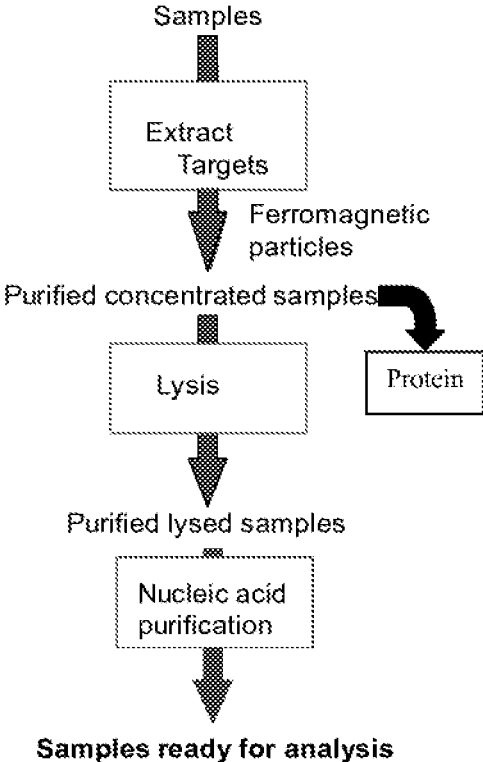 Samples
Extract
Targets
Ferromagnetic
particles
Purified concentrated samples
Protein
Lysis
Purified lysed samples
Nucleic acid
purification
Samples ready for analysis